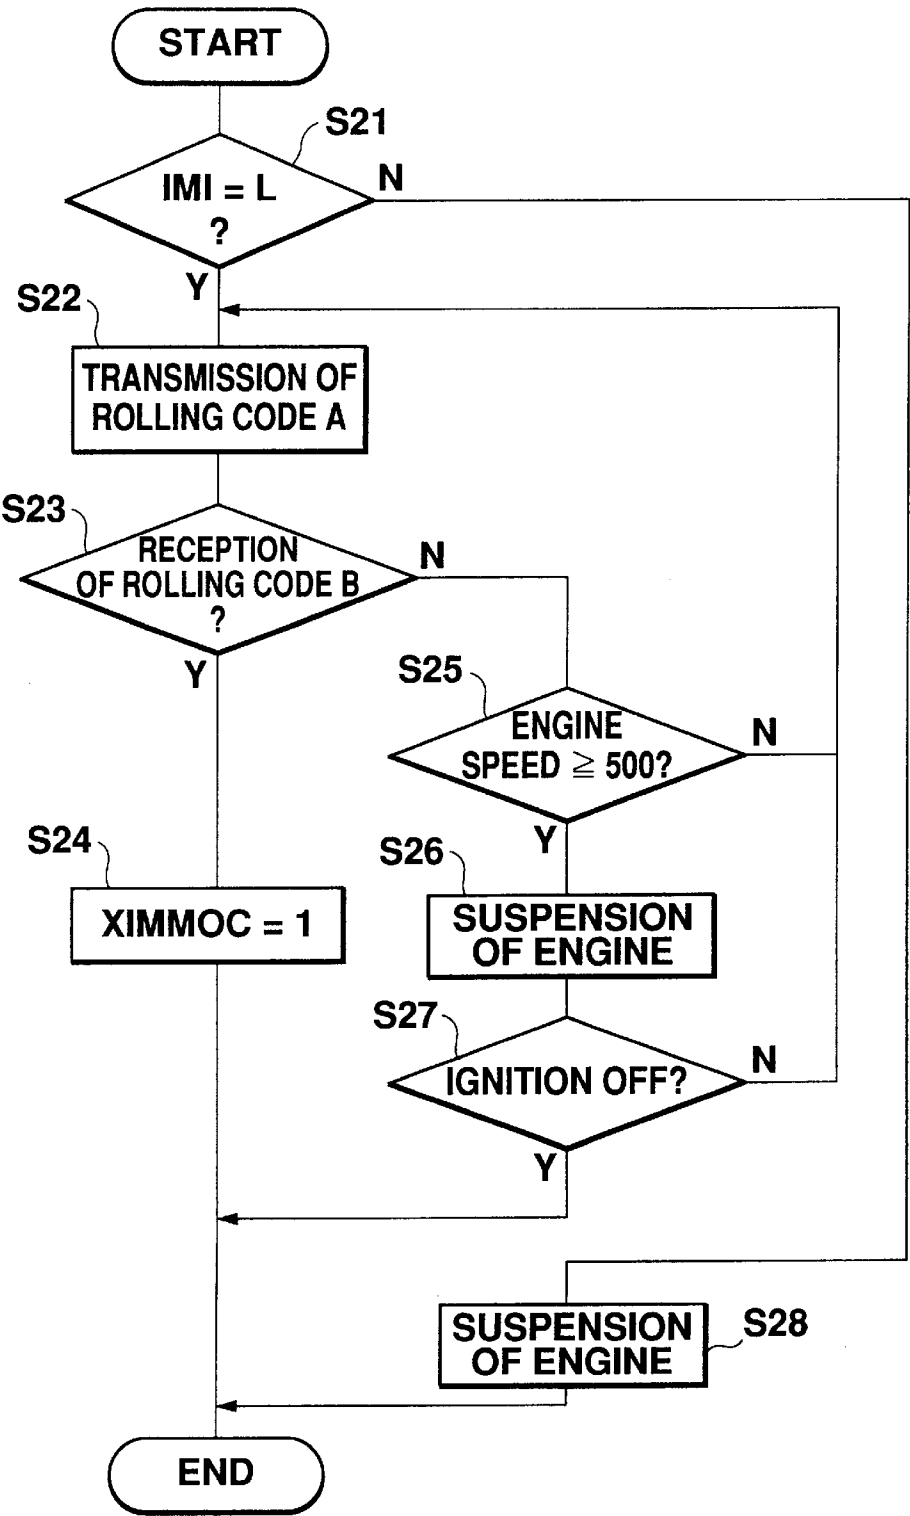 START
S21
IMI = L
?
N
Y
S22
TRANSMISSION OF
ROLLING CODE A
S23
RECEPTION
OF ROLLING CODE B
?
N
Y
S25
ENGINE
SPEED ≧ 500?
N
Y
S24
XIMMOC = 1
S26
SUSPENSION
OF ENGINE
S27
IGNITION OFF?
N
Y
SUSPENSION
OF ENGINE
S28
END